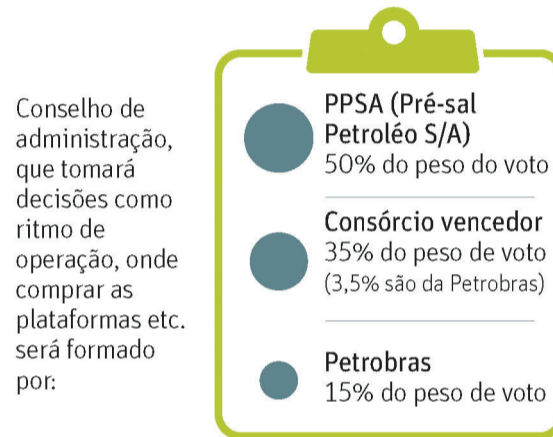 Conselho de
administração,
que tomará
decisões como
ritmo de
operação, onde
comprar as
plataformas etc.
será formado
por:
PPSA (Pré-sal
Petroléo S/A)
50% do peso do voto
Consórcio vencedor
35% do peso de voto
(3,5% são da Petrobras)
Petrobras
15% do peso de voto